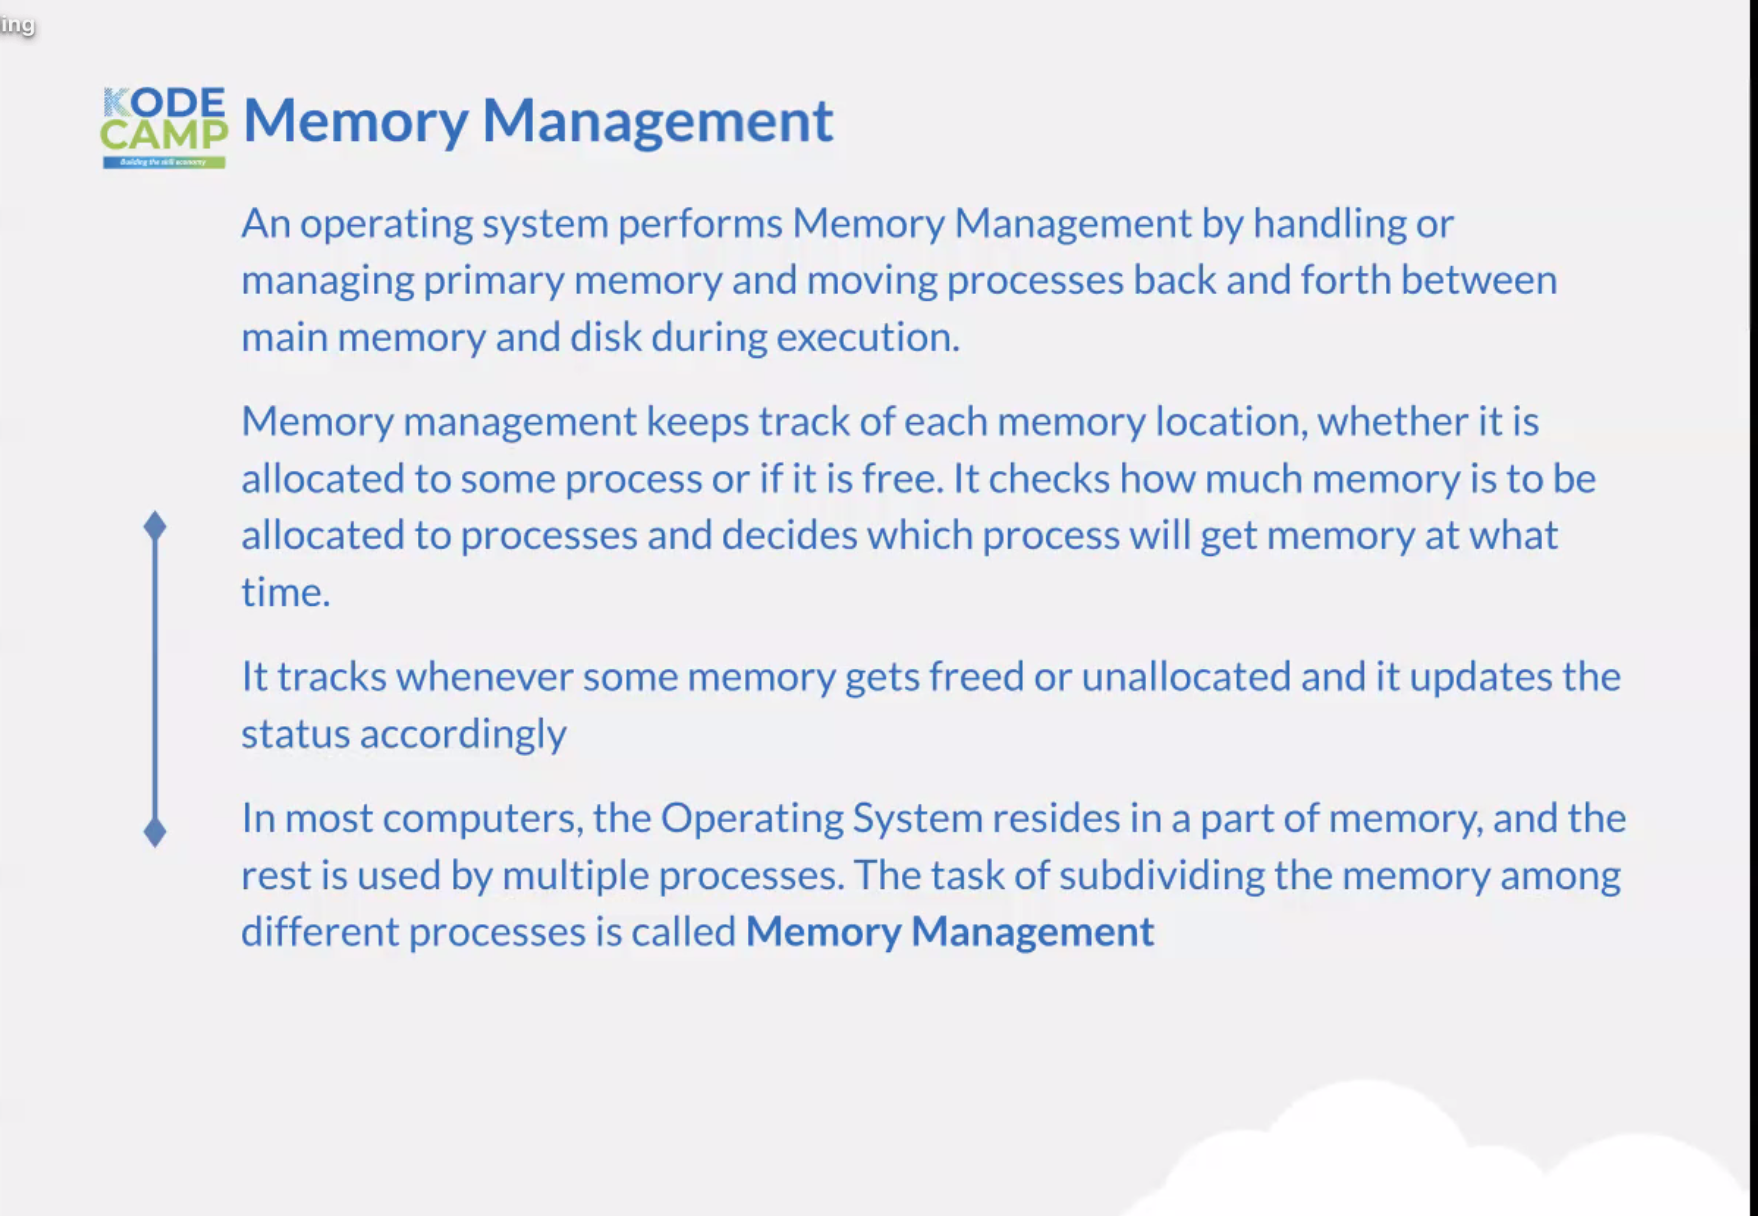 ing
KODE
CAMP
Building the skill economy
Memory Management
An operating system performs Memory Management by handling or
managing primary memory and moving processes back and forth between
main memory and disk during execution.
Memory management keeps track of each memory location, whether it is
allocated to some process or if it is free. It checks how much memory is to be
allocated to processes and decides which process will get memory at what
time.
It tracks whenever some memory gets freed or unallocated and it updates the
status accordingly
In most computers, the Operating System resides in a part of memory, and the
rest is used by multiple processes. The task of subdividing the memory among
different processes is called Memory Management